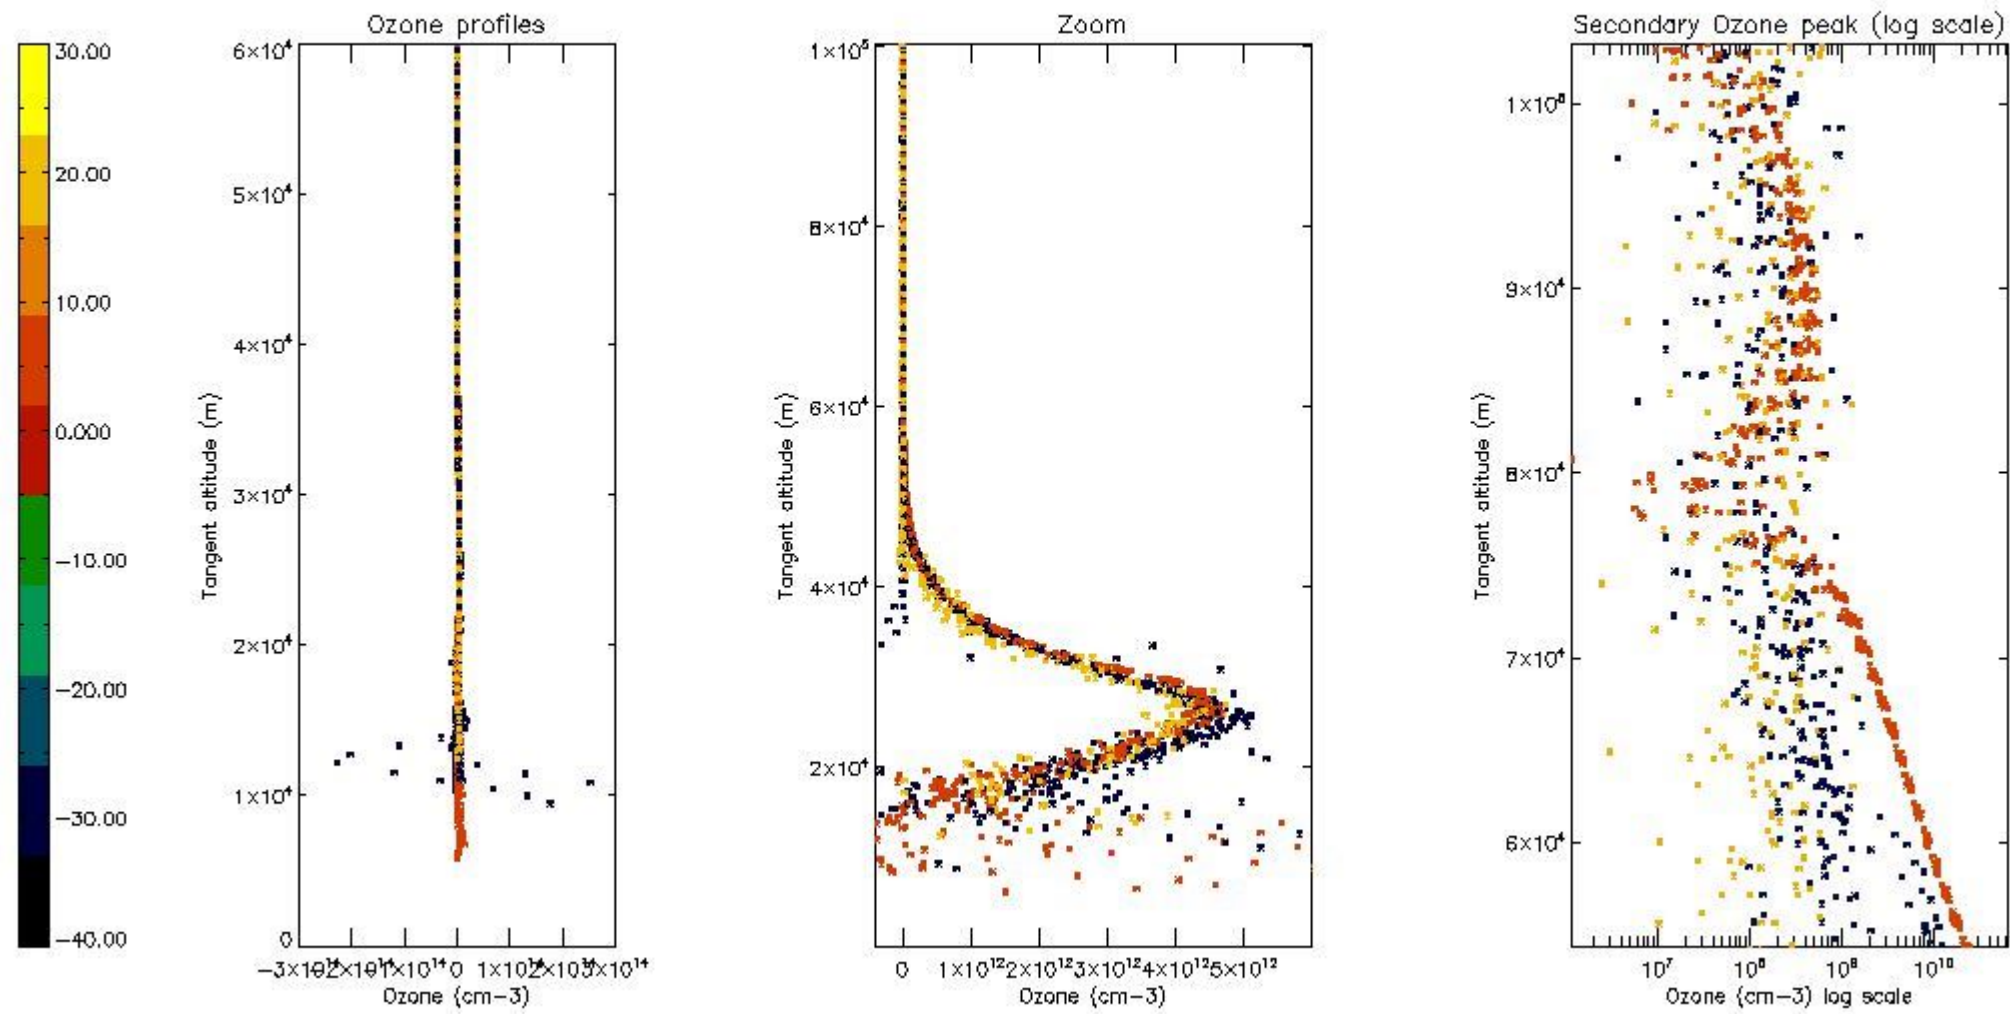 Ozone profiles
Zoom
Secondary Ozone peak (log scale)
30.00
20.00
10.00
0.000
−10.00
−20.00
−30.00
−40.00
6×10⁴
5×10⁴
4×10⁴
3×10⁴
2×10⁴
1×10⁴
0
Tangent altitude (m)
0
Ozone (cm−3)
1×10⁵
8×10⁴
6×10⁴
4×10⁴
2×10⁴
Tangent altitude (m)
0 1×10¹² 2×10¹² 3×10¹² 4×10¹² 5×10¹²
Ozone (cm−3)
9×10⁴
8×10⁴
7×10⁴
6×10⁴
Tangent altitude (m)
10⁷ 10⁸ 10⁹ 10¹⁰
Ozone (cm−3) log scale